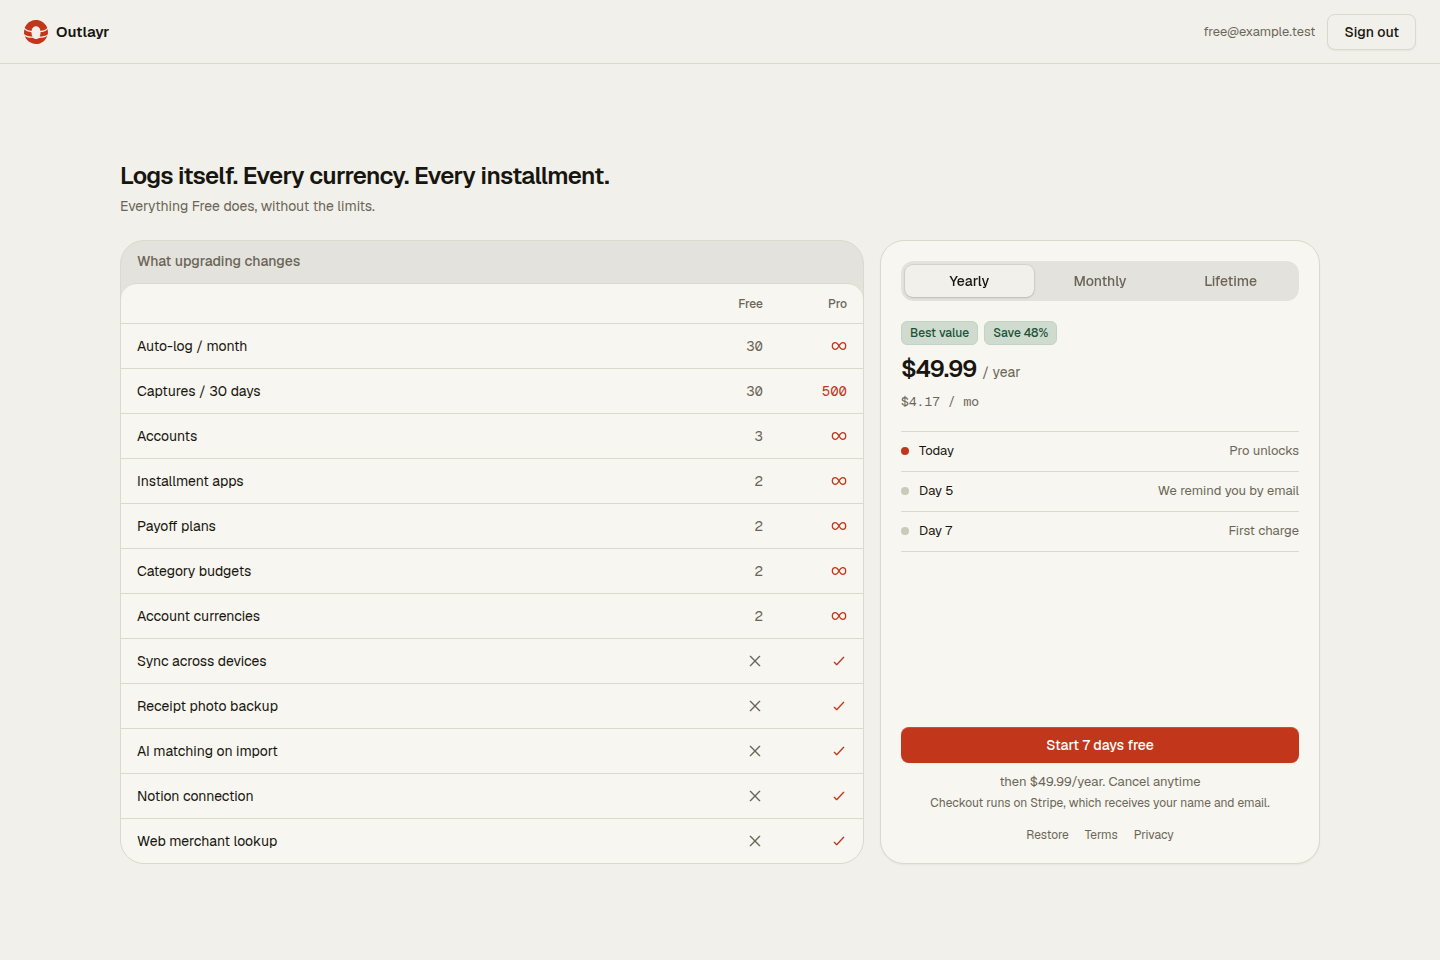 Outlayr
free@example.test
Sign out
Logs itself. Every currency. Every installment.
Everything Free does, without the limits.
What upgrading changes
Free Pro
Auto-log / month 30 ∞
Captures / 30 days 30 500
Accounts 3 ∞
Installment apps 2 ∞
Payoff plans 2 ∞
Category budgets 2 ∞
Account currencies 2 ∞
Sync across devices
Receipt photo backup
AI matching on import
Notion connection
Web merchant lookup
Yearly Monthly Lifetime
Best value Save 48%
$49.99 / year
$4.17 / mo
Today Pro unlocks
Day 5 We remind you by email
Day 7 First charge
Start 7 days free
then $49.99/year. Cancel anytime
Checkout runs on Stripe, which receives your name and email.
Restore Terms Privacy